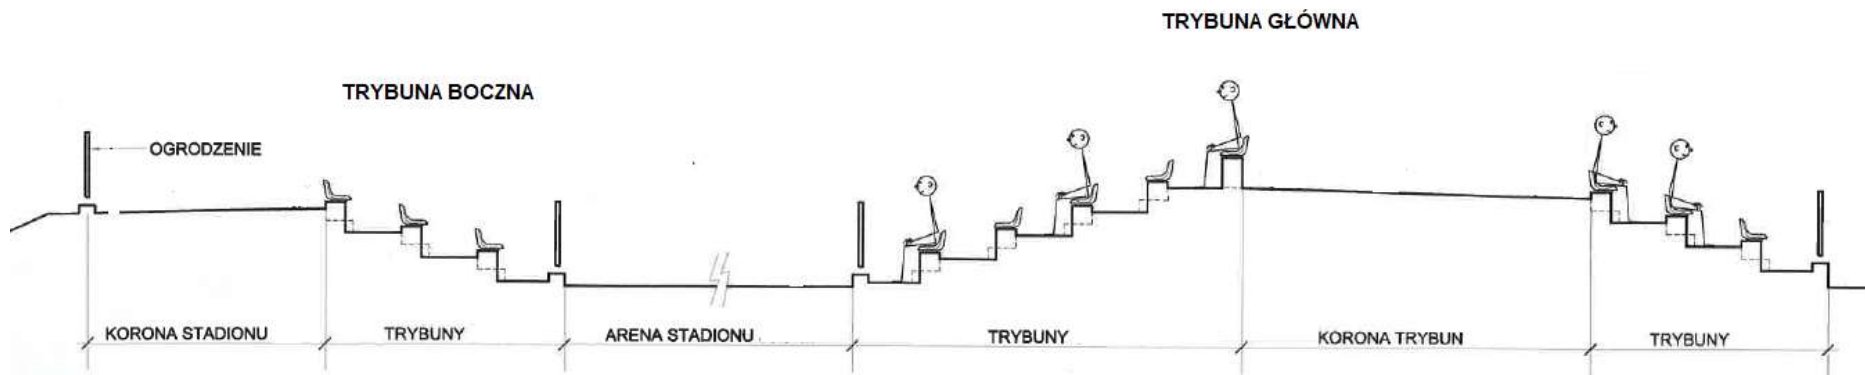 TRYBUNA GŁÓWNA
TRYBUNA BOCZNA
OGRODZENIE
KORONA STADIONU
TRYBUNY
ARENA STADIONU
TRYBUNY
KORONA TRYBUN
TRYBUNY